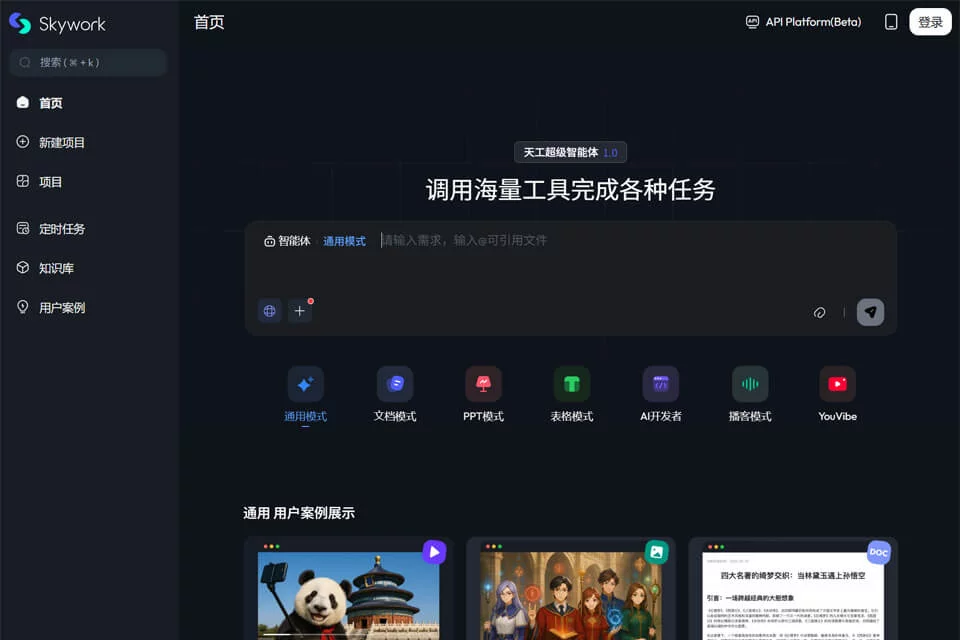 Skywork
搜索 ( ⌘ + k )
首页
新建项目
项目
定时任务
知识库
用户案例
首页
API Platform(Beta)
登录
天工超级智能体 1.0
调用海量工具完成各种任务
智能体 · 通用模式 请输入需求，输入@可引用文件
通用模式
文档模式
PPT模式
表格模式
AI开发者
播客模式
YouVibe
通用 用户案例展示
DOC
四大名著的绮梦交织：当林黛玉遇上孙悟空
引言：一场跨越经典的大胆想象